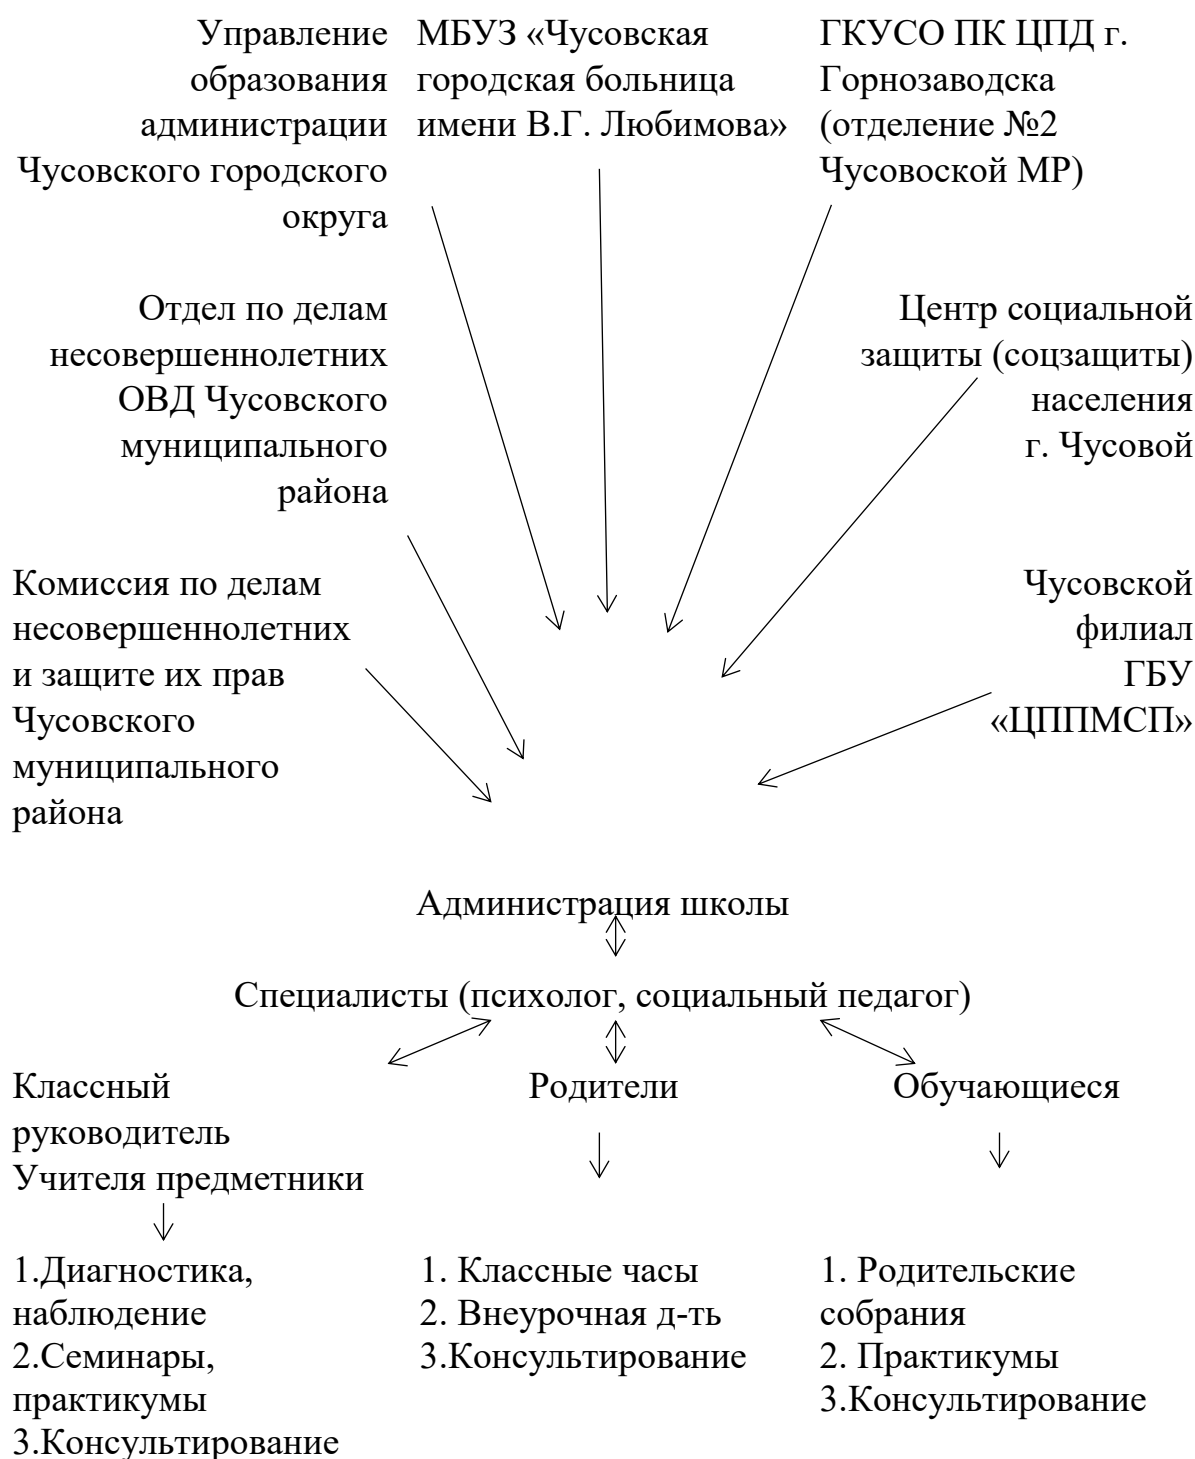 Управление
образования
администрации
Чусовского городского
округа
МБУЗ «Чусовская
городская больница
имени В.Г. Любимова»
ГКУСО ПК ЦПД г.
Горнозаводска
(отделение №2
Чусовоской МР)
Отдел по делам
несовершеннолетних
ОВД Чусовского
муниципального
района
Центр социальной
защиты (соцзащиты)
населения
г. Чусовой
Комиссия по делам
несовершеннолетних
и защите их прав
Чусовского
муниципального
района
Чусовской
филиал
ГБУ
«ЦППМСП»
Администрация школы
Специалисты (психолог, социальный педагог)
Классный
руководитель
Учителя предметники
Родители
Обучающиеся
1.Диагностика,
наблюдение
2.Семинары,
практикумы
3.Консультирование
1. Классные часы
2. Внеурочная д-ть
3.Консультирование
1. Родительские
собрания
2. Практикумы
3.Консультирование